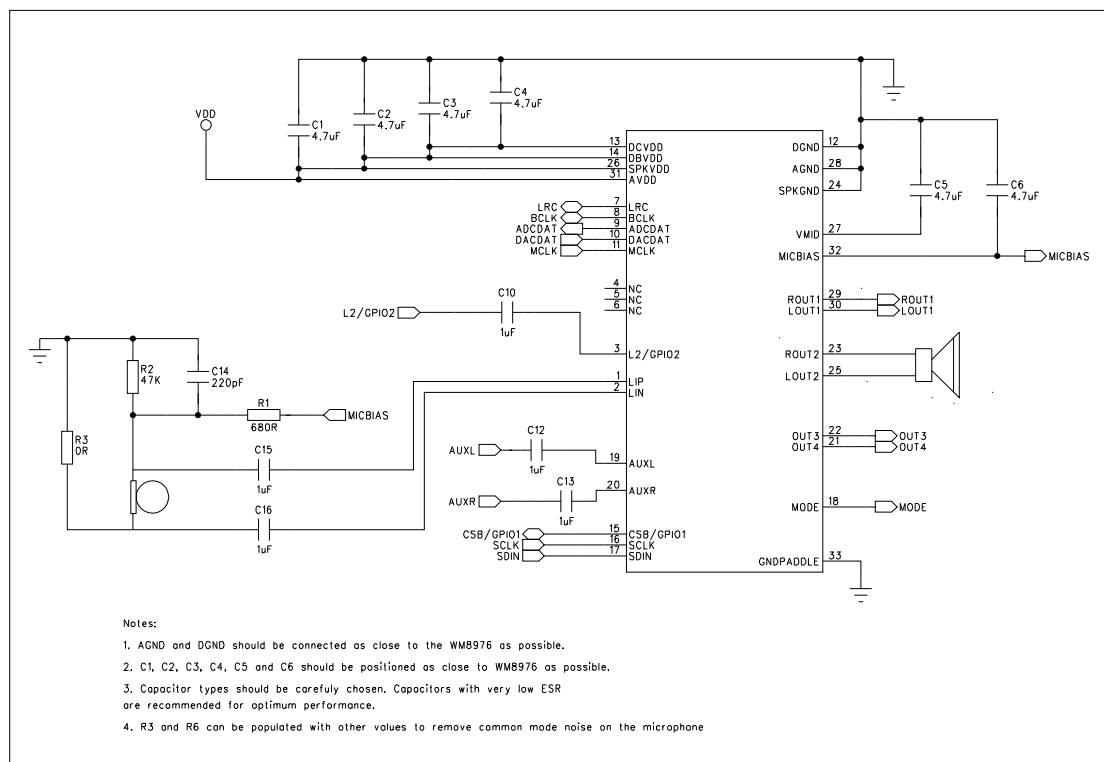 VDD
C1
4.7uF
C2
4.7uF
C3
4.7uF
C4
4.7uF
13 DCVDD
14 DBVDD
26 SPKVDD
31 AVDD
DGND 12
AGND 28
SPKGND 24
C5
4.7uF
C6
4.7uF
LRC 7 LRC
BCLK 8 BCLK
ADCDAT 9 ADCDAT
DACDAT 10 DACDAT
MCLK 11 MCLK
VMID 27
MICBIAS 32 MICBIAS
4 NC
5 NC
6 NC
ROUT1 29 ROUT1
LOUT1 30 LOUT1
L2/GPIO2
C10
1uF
3 L2/GPIO2
ROUT2 23
LOUT2 25
R2
47K
C14
220pF
1 LIP
2 LIN
R1
680R
MICBIAS
R3
0R
C15
1uF
C16
1uF
AUXL
C12
1uF
19 AUXL
OUT3 22 OUT3
OUT4 21 OUT4
AUXR
C13
1uF
20 AUXR
MODE 18 MODE
CSB/GPIO1 15 CSB/GPIO1
SCLK 16 SCLK
SDIN 17 SDIN
GNDPADDLE 33
Notes:
1. AGND and DGND should be connected as close to the WM8976 as possible.
2. C1, C2, C3, C4, C5 and C6 should be positioned as close to WM8976 as possible.
3. Capacitor types should be carefuly chosen. Capacitors with very low ESR
are recommended for optimum performance.
4. R3 and R6 can be populated with other values to remove common mode noise on the microphone